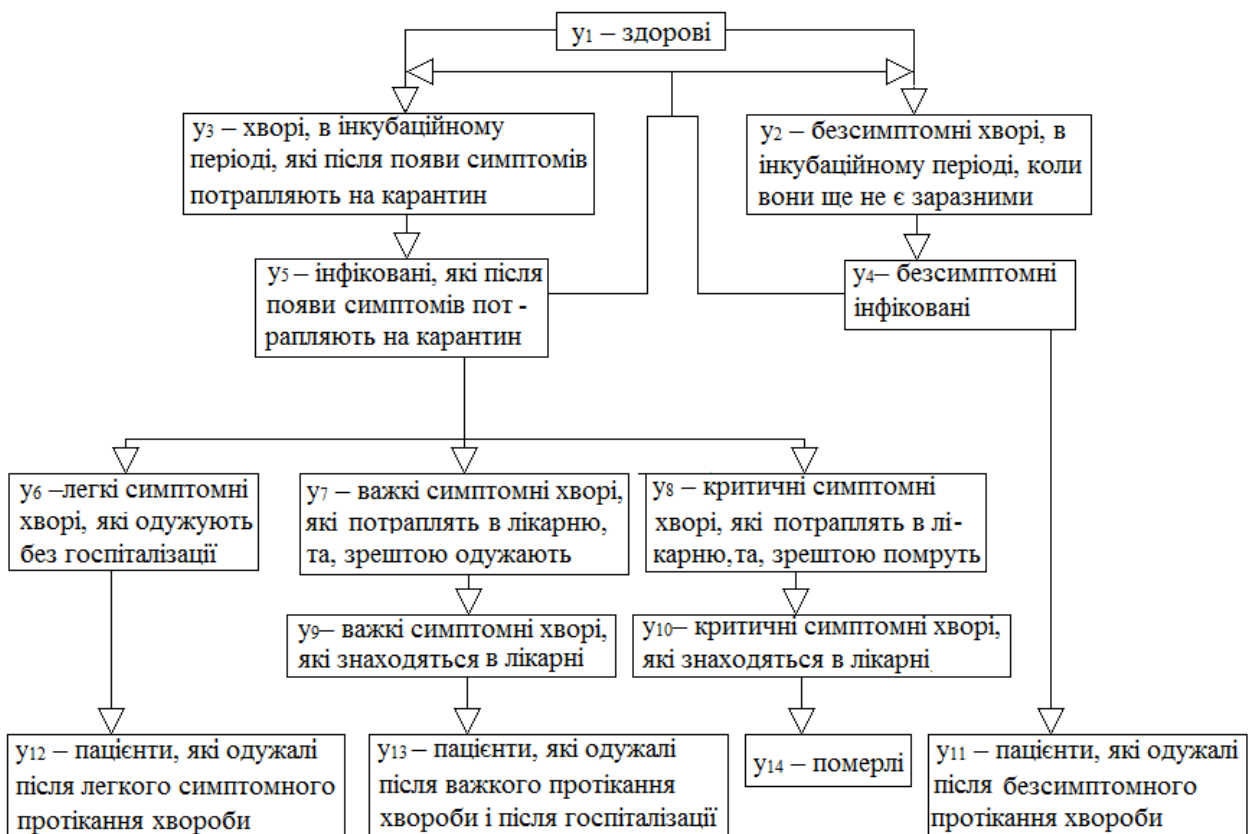 y1 – здорові
y3 – хворі, в інкубаційному
періоді, які після появи симптомів
потрапляють на карантин
y2 – безсимптомні хворі, в
інкубаційному періоді, коли
вони ще не є заразними
y5 – інфіковані, які після
появи симптомів пот -
рапляють на карантин
y4– безсимптомні
інфіковані
y6 –легкі симптомні
хворі, які одужують
без госпіталізації
y7 – важкі симптомні хворі,
які потраплять в лікарню,
та, зрештою одужають
y8 – критичні симптомні
хворі, які потраплять в лі-
карню,та, зрештою помруть
y9– важкі симптомні хворі,
які знаходяться в лікарні
y10– критичні симптомні хворі,
які знаходяться в лікарні
y12 – пацієнти, які одужалі
після легкого симптомного
протікання хвороби
y13 – пацієнти, які одужалі
після важкого протікання
хвороби і після госпіталізації
y14 – померлі
y11 – пацієнти, які одужалі
після безсимптомного
протікання хвороби